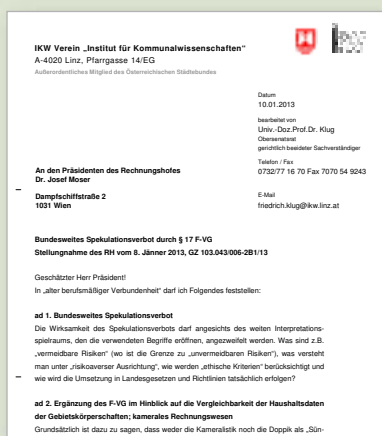 IKW Verein „Institut für Kommunalwissenschaften"
A-4020 Linz, Pfarrgasse 14/EG
Außerordentliches Mitglied des Österreichischen Städtebundes
Datum
10.01.2013
bearbeitet von
Univ.-Doz.Prof.Dr. Klug
Obersenatsrat
gerichtlich beeideter Sachverständiger
Telefon / Fax
0732/77 16 70 Fax 7070 54 9243
An den Präsidenten des Rechnungshofes
Dr. Josef Moser
Dampfschiffstraße 2
1031 Wien
E-Mail
friedrich.klug@ikw.linz.at
Bundesweites Spekulationsverbot durch § 17 F-VG
Stellungnahme des RH vom 8. Jänner 2013, GZ 103.043/006-2B1/13
Geschätzter Herr Präsident!
In „alter berufsmäßiger Verbundenheit" darf ich Folgendes feststellen:
ad 1. Bundesweites Spekulationsverbot
Die Wirksamkeit des Spekulationsverbots darf angesichts des weiten Interpretations-
spielraums, den die verwendeten Begriffe eröffnen, angezweifelt werden. Was sind z.B.
„vermeidbare Risiken" (wo ist die Grenze zu „unvermeidbaren Risiken"), was versteht
man unter „risikoaverser Ausrichtung", wie werden „ethische Kriterien" berücksichtigt und
wie wird die Umsetzung in Landesgesetzen und Richtlinien tatsächlich erfolgen?
ad 2. Ergänzung des F-VG im Hinblick auf die Vergleichbarkeit der Haushaltsdaten
der Gebietskörperschaften; kamerales Rechnungswesen
Grundsätzlich ist dazu zu sagen, dass weder die Kameralistik noch die Doppik als „Sün-